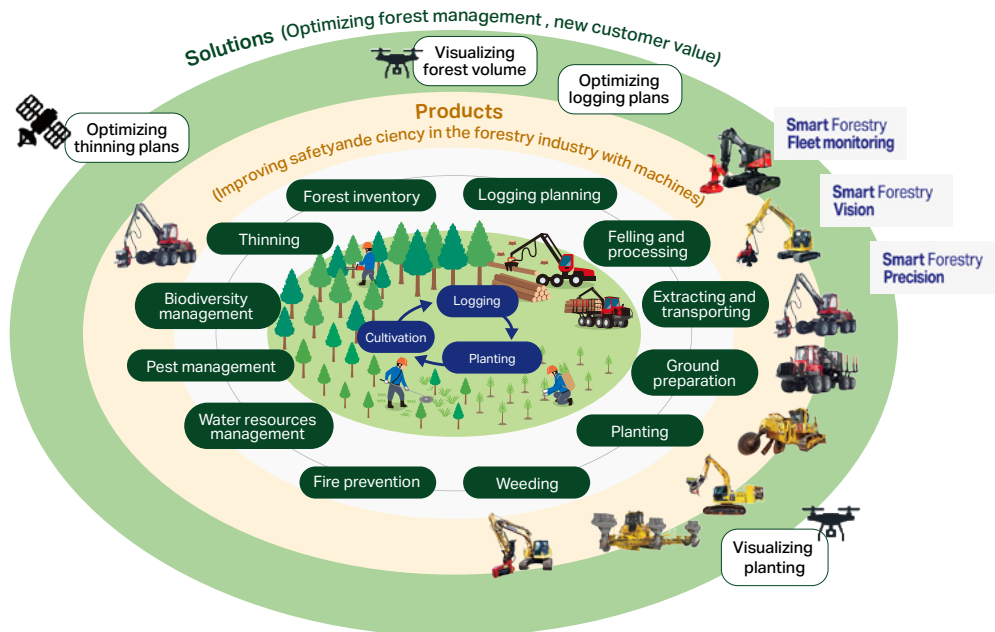 Solutions (Optimizing forest management , new customer value)
Visualizing
forest volume
Optimizing
logging plans
Optimizing
thinning plans
Products
(Improving safetyande ciency in the forestry industry with machines)
Smart Forestry
Fleet monitoring
Smart Forestry
Vision
Smart Forestry
Precision
Forest inventory
Logging planning
Thinning
Felling and
processing
Biodiversity
management
Extracting and
transporting
Logging
Cultivation
Planting
Pest management
Ground
preparation
Water resources
management
Planting
Fire prevention
Weeding
Visualizing
planting